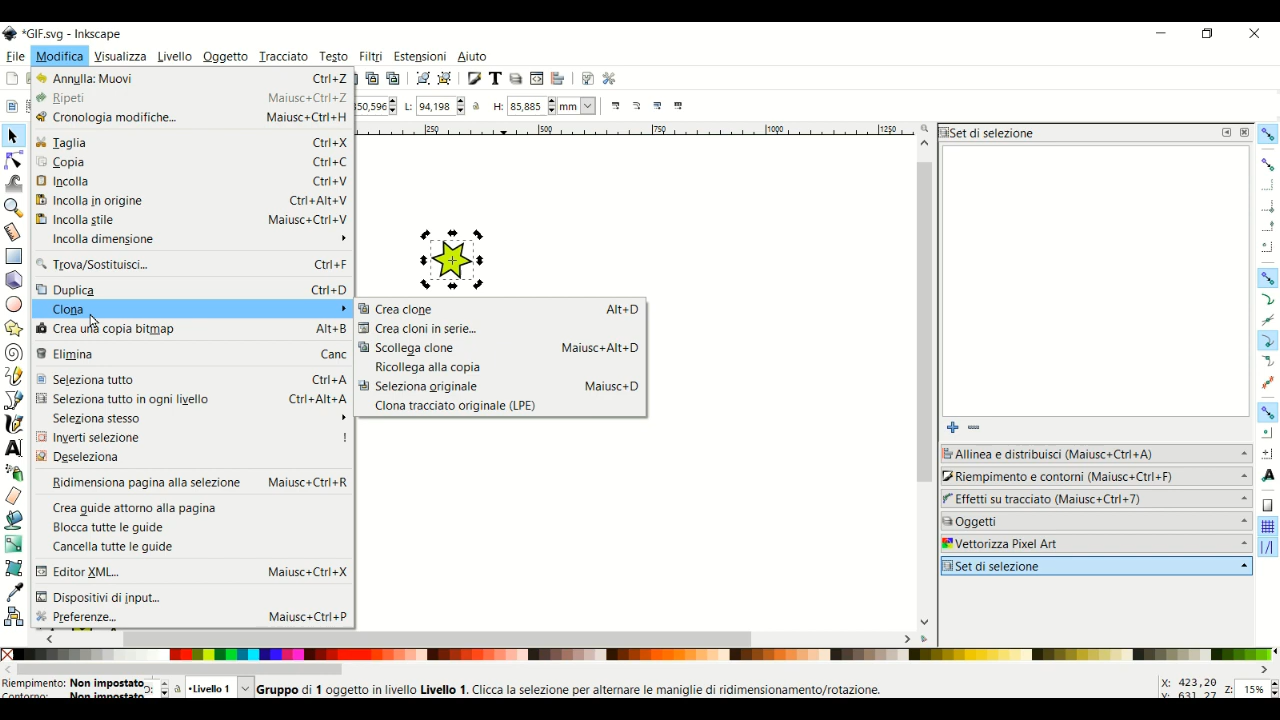 *GIF.svg - Inkscape
File Modifica Visualizza Livello Oggetto Tracciato Testo Filtri Estensioni Aiuto
350,596 L: 94,198 H: 85,885 mm
250 500 750 1000 1250
Annulla: Muovi Ctrl+Z
Ripeti Maiusc+Ctrl+Z
Cronologia modifiche... Maiusc+Ctrl+H
Taglia Ctrl+X
Copia Ctrl+C
Incolla Ctrl+V
Incolla in origine Ctrl+Alt+V
Incolla stile Maiusc+Ctrl+V
Incolla dimensione
Trova/Sostituisci... Ctrl+F
Duplica Ctrl+D
Clona
Crea una copia bitmap Alt+B
Elimina Canc
Seleziona tutto Ctrl+A
Seleziona tutto in ogni livello Ctrl+Alt+A
Seleziona stesso
Inverti selezione !
Deseleziona
Ridimensiona pagina alla selezione Maiusc+Ctrl+R
Crea guide attorno alla pagina
Blocca tutte le guide
Cancella tutte le guide
Editor XML... Maiusc+Ctrl+X
Dispositivi di input...
Preferenze... Maiusc+Ctrl+P
Crea clone Alt+D
Crea cloni in serie...
Scollega clone Maiusc+Alt+D
Ricollega alla copia
Seleziona originale Maiusc+D
Clona tracciato originale (LPE)
Set di selezione
Allinea e distribuisci (Maiusc+Ctrl+A)
Riempimento e contorni (Maiusc+Ctrl+F)
Effetti su tracciato (Maiusc+Ctrl+7)
Oggetti
Vettorizza Pixel Art
Set di selezione
Riempimento: Non impostato
Contorno: Non impostato
•Livello 1
Gruppo di 1 oggetto in livello Livello 1. Clicca la selezione per alternare le maniglie di ridimensionamento/rotazione.
X: 423,20
Y: 631,27
Z: 15%